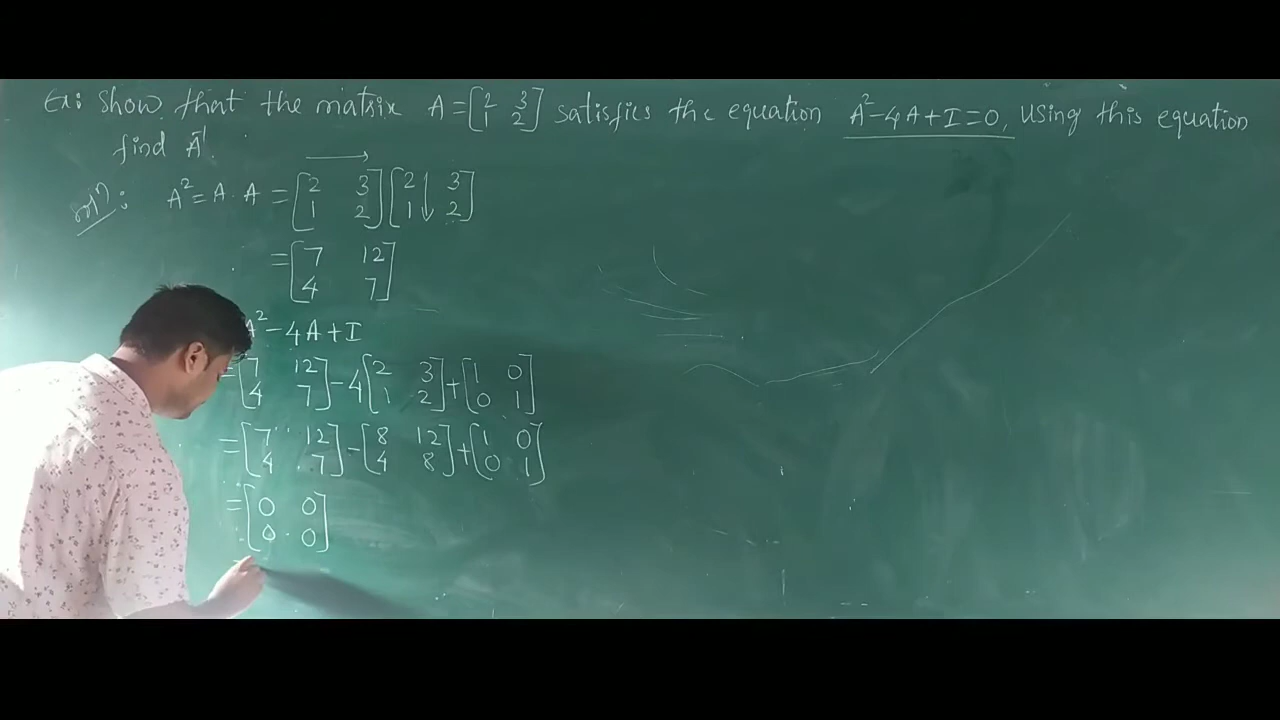 Ex: Show that the matrix A = [2 3 1 2] satisfies the equation A²-4A+I=0, using this equation
find A⁻¹.
solⁿ: A² = A . A = [2 3 1 2] [2 3 1 2]
= [7 12 4 7]
A²-4A+I
= [7 12 4 7] - 4 [2 3 1 2] + [1 0 0 1]
= [7 12 4 7] - [8 12 4 8] + [1 0 0 1]
= [0 0 0 0]